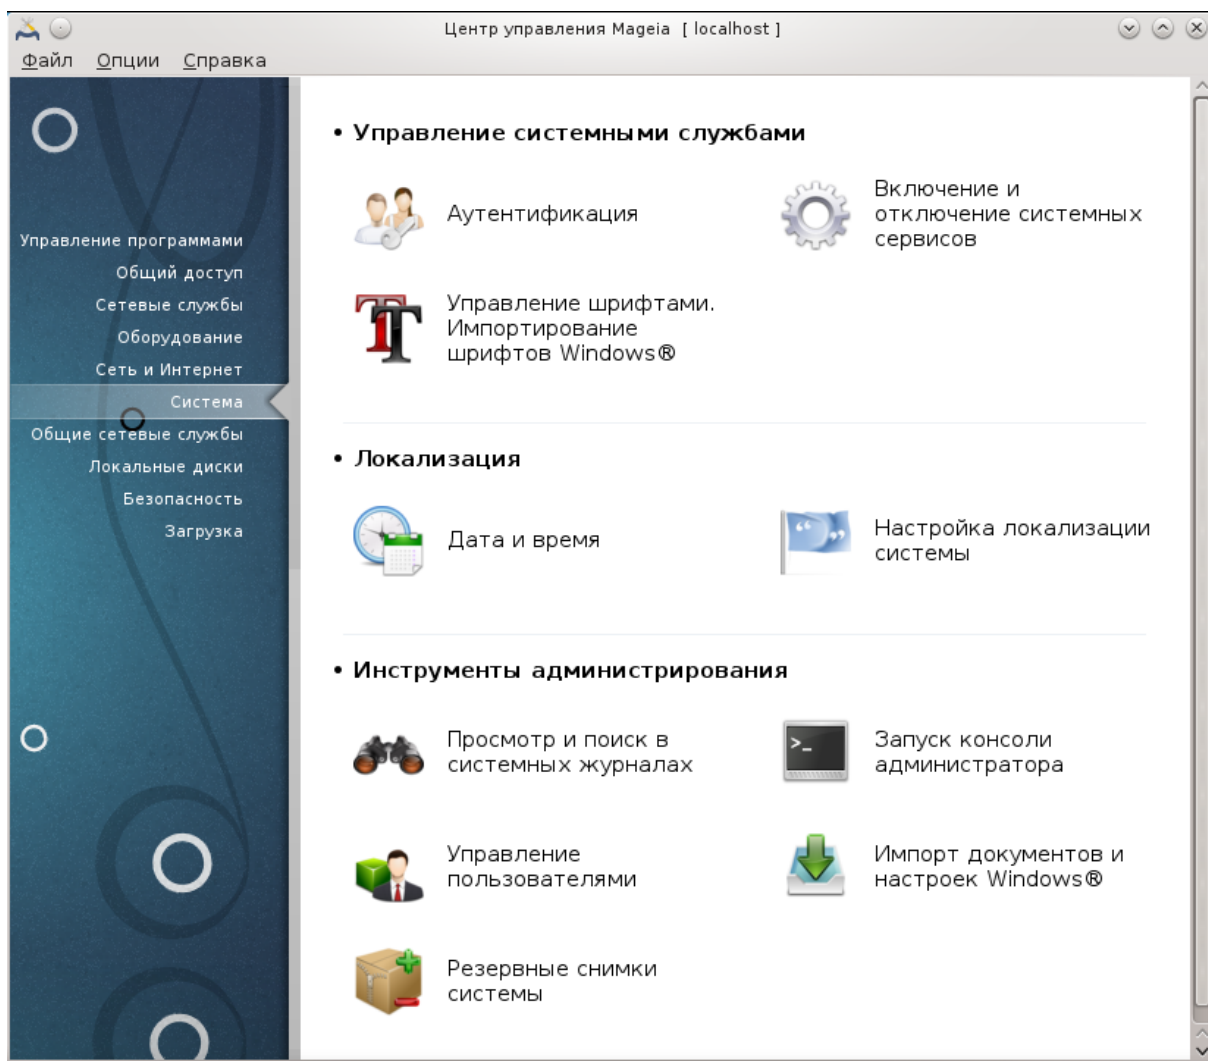 Центр управления Mageia [ localhost ]
Файл Опции Справка
Управление программами
Общий доступ
Сетевые службы
Оборудование
Сеть и Интернет
Система
Общие сетевые службы
Локальные диски
Безопасность
Загрузка
• Управление системными службами
Аутентификация
Включение и
отключение системных
сервисов
Управление шрифтами.
Импортирование
шрифтов Windows®
• Локализация
Дата и время
Настройка локализации
системы
• Инструменты администрирования
Просмотр и поиск в
системных журналах
Запуск консоли
администратора
Управление
пользователями
Импорт документов и
настроек Windows®
Резервные снимки
системы